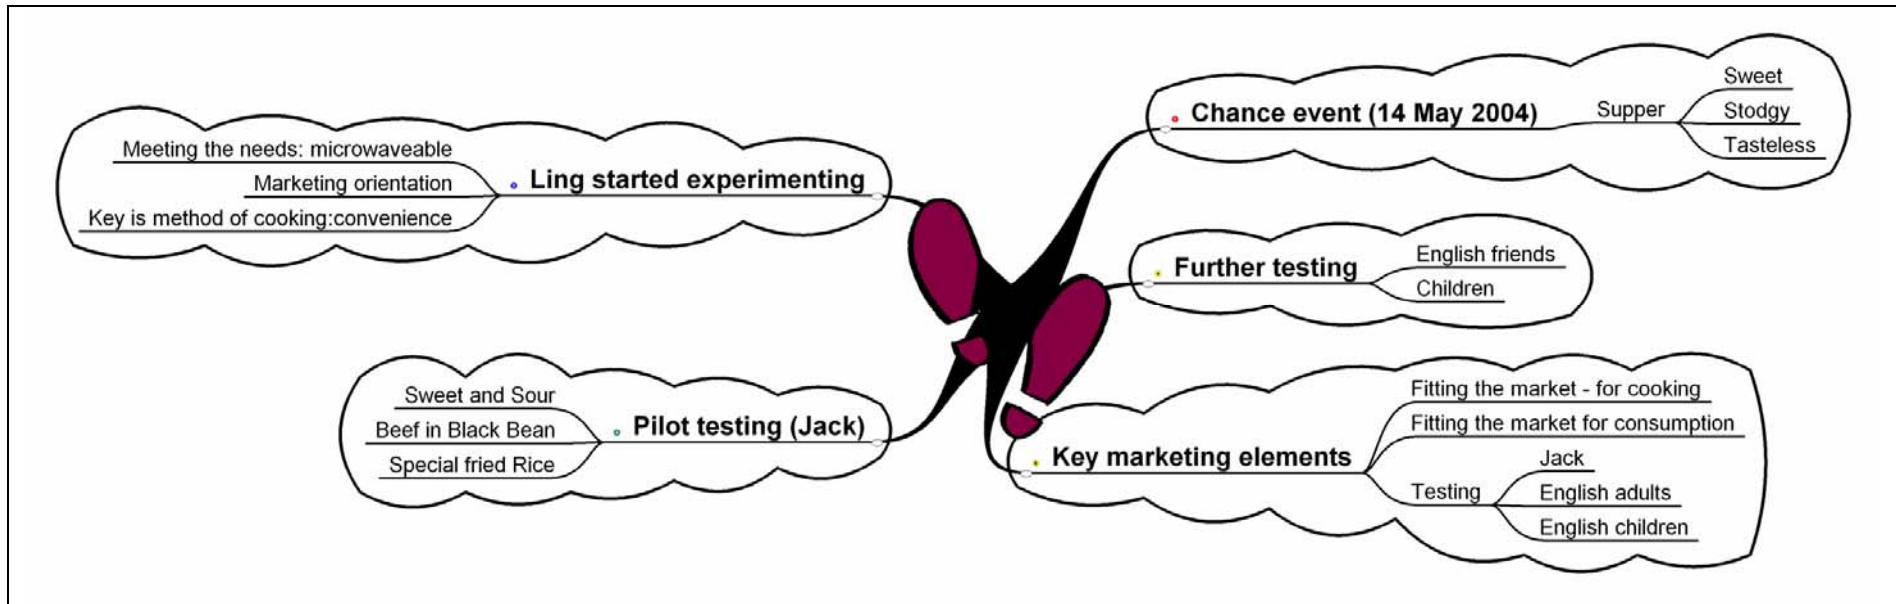 Chance event (14 May 2004)
Supper
Sweet
Stodgy
Tasteless
Further testing
English friends
Children
Key marketing elements
Fitting the market - for cooking
Fitting the market for consumption
Testing
Jack
English adults
English children
Ling started experimenting
Meeting the needs: microwaveable
Marketing orientation
Key is method of cooking:convenience
Pilot testing (Jack)
Sweet and Sour
Beef in Black Bean
Special fried Rice